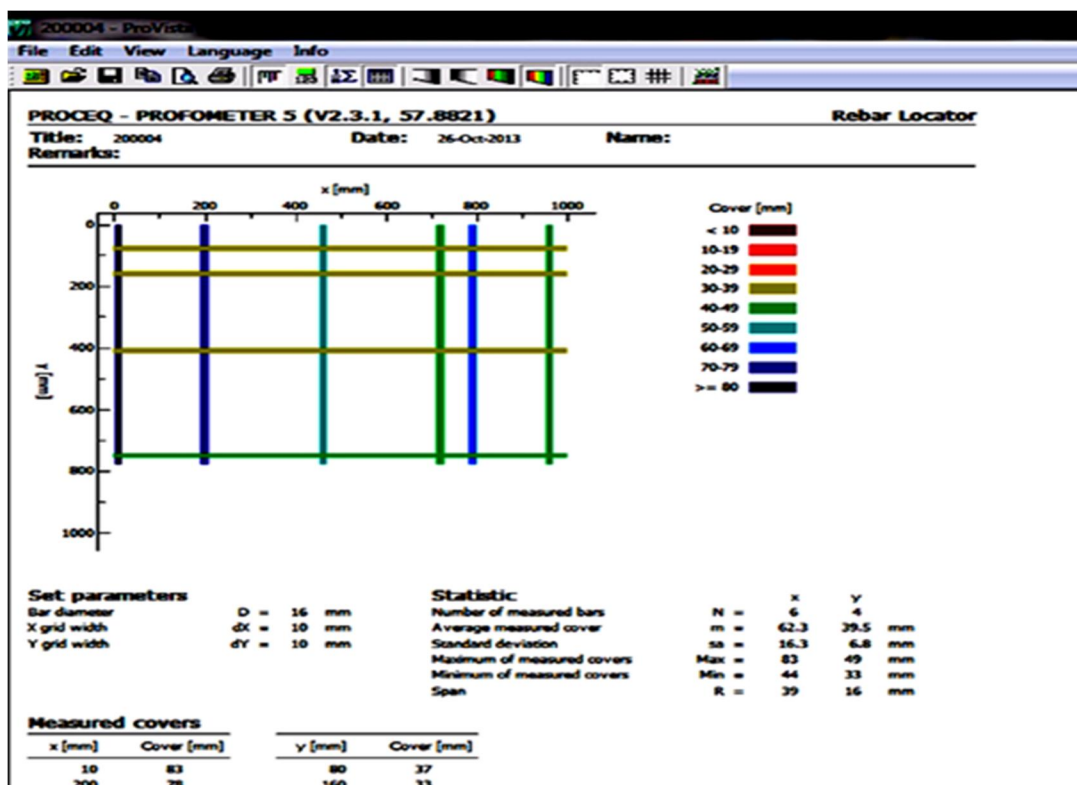 200004 - ProVista
File Edit View Language Info
PROCEQ - PROFOMETER 5 (V2.3.1, 57.8821) Rebar Locator
Title: 200004 Date: 26-Oct-2013 Name:
Remarks:
x [mm]
0 200 400 600 800 1000
Y [mm]
0
200
400
600
800
1000
Cover [mm]
< 10
10-19
20-29
30-39
40-49
50-59
60-69
70-79
>= 80
Set parameters
Bar diameter D = 16 mm
X grid width dX = 10 mm
Y grid width dY = 10 mm
Statistic x Y
Number of measured bars N = 6 4
Average measured cover m = 62.3 39.5 mm
Standard deviation sa = 16.3 6.8 mm
Maximum of measured covers Max = 83 49 mm
Minimum of measured covers Min = 44 33 mm
Span R = 39 16 mm
Measured covers
x [mm] Cover [mm] y [mm] Cover [mm]
10 83 80 37
200 78 160 33